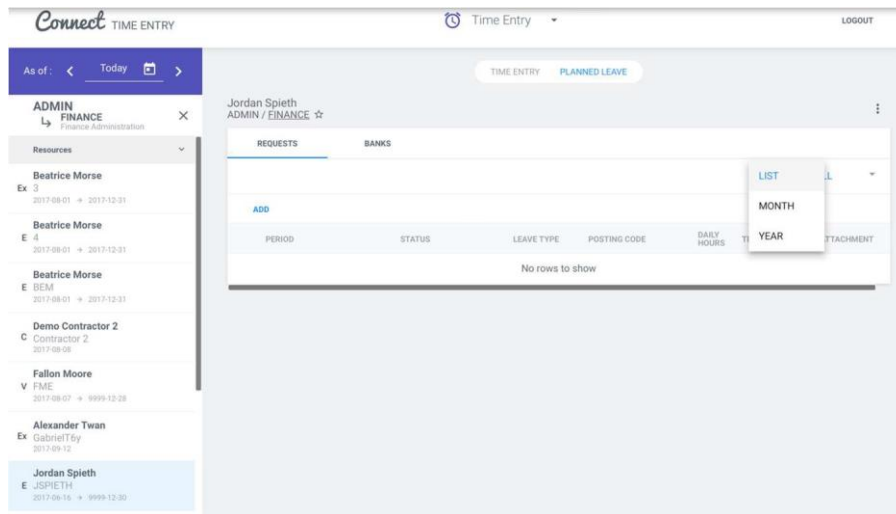 Connect TIME ENTRY
Time Entry
LOGOUT
As of : Today
TIME ENTRY PLANNED LEAVE
ADMIN
FINANCE
Finance Administration
Jordan Spieth
ADMIN / FINANCE
Resources
REQUESTS BANKS
Beatrice Morse
Ex 3
2017-08-01 → 2017-12-31
LIST
MONTH
YEAR
ADD
PERIOD STATUS LEAVE TYPE POSTING CODE DAILY HOURS
No rows to show
Beatrice Morse
E 4
2017-08-01 → 2017-12-31
Beatrice Morse
E BEM
2017-08-01 → 2017-12-31
Demo Contractor 2
C Contractor 2
2017-08-08
Fallon Moore
V FME
2017-08-07 → 9999-12-28
Alexander Twan
Ex GabrielT6y
2017-09-12
Jordan Spieth
E JSPIETH
2017-06-16 → 9999-12-30